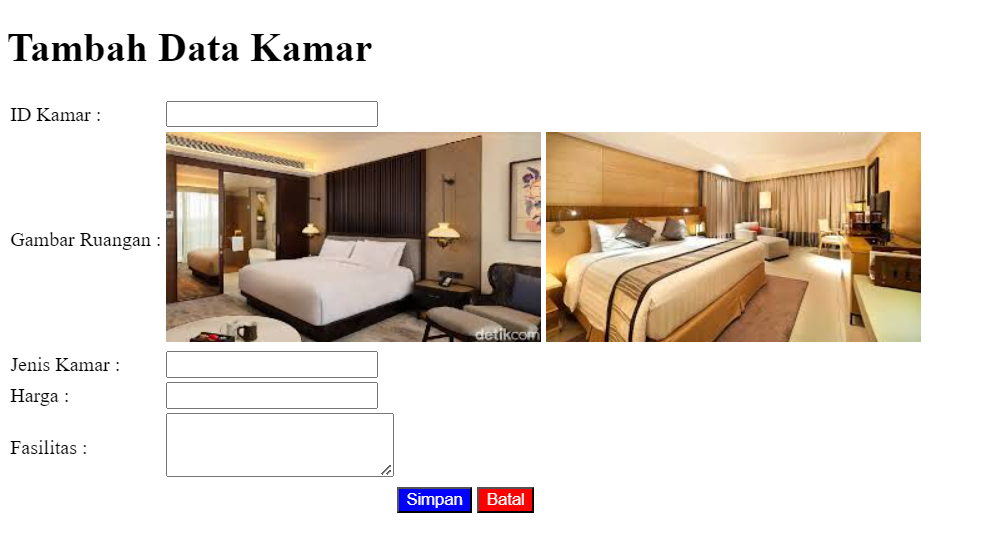 Tambah Data Kamar
ID Kamar :
Gambar Ruangan :
detikcom
Jenis Kamar :
Harga :
Fasilitas :
Simpan Batal